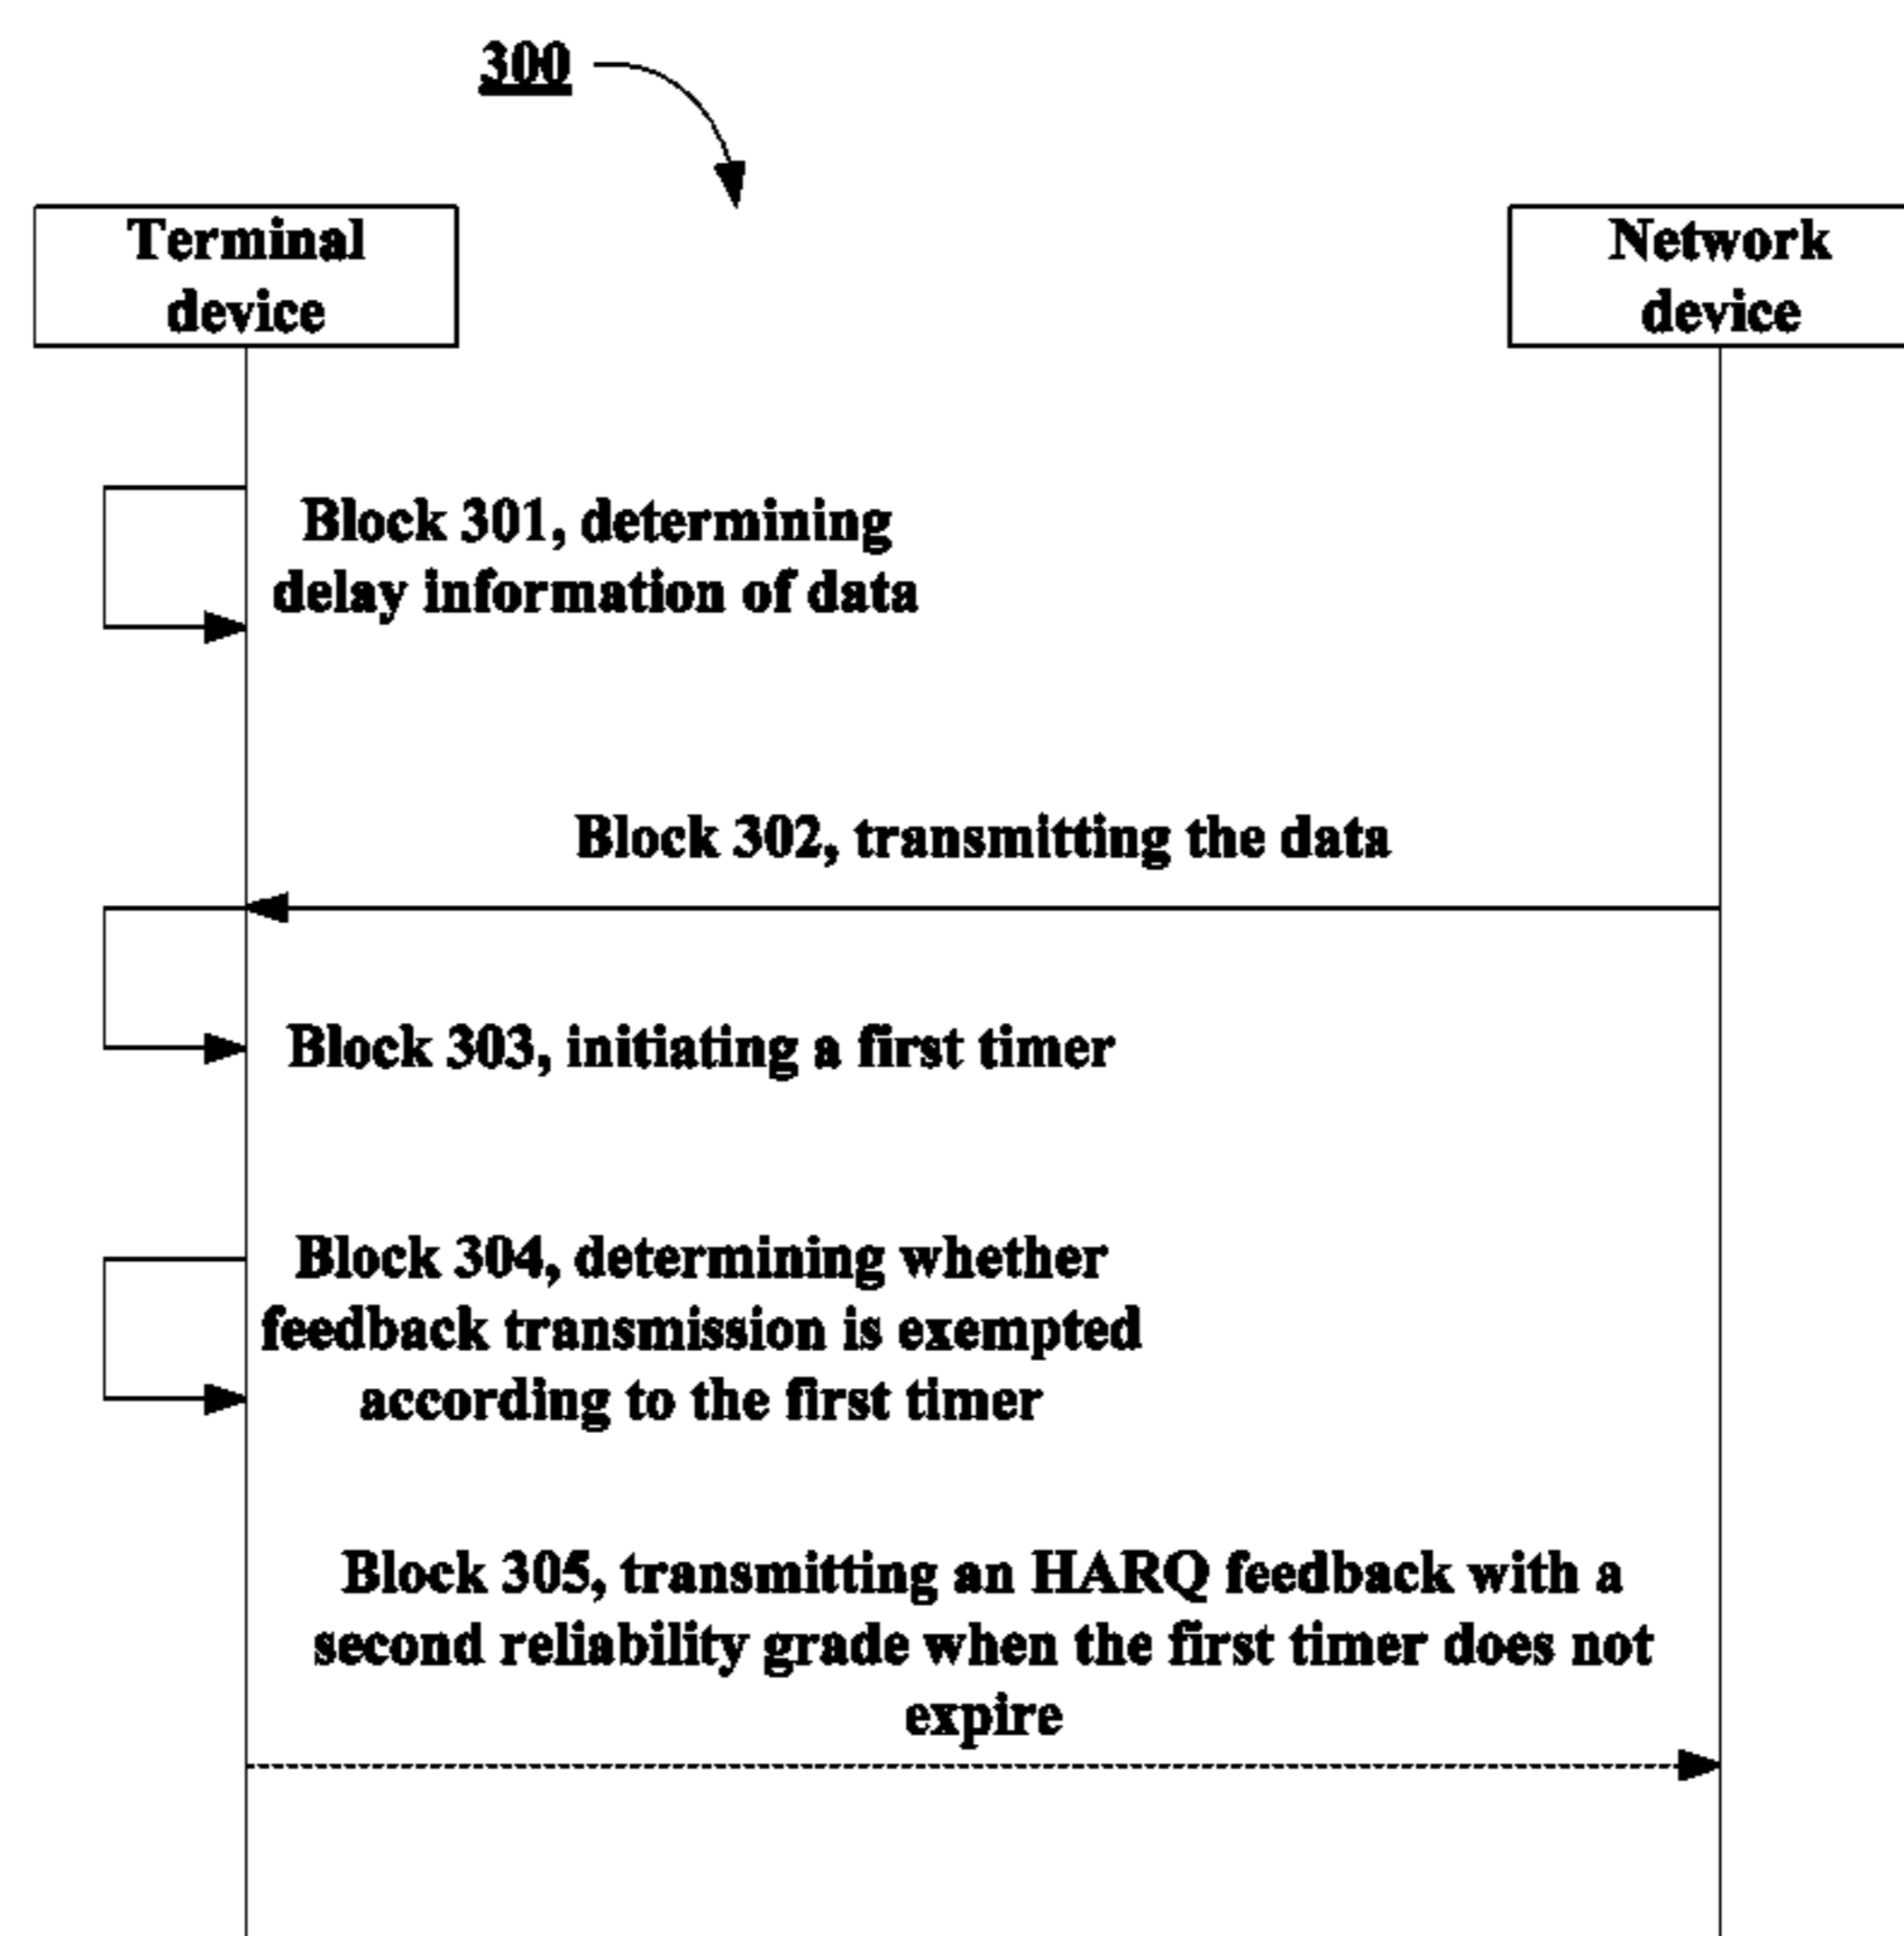 300
Terminal
device
Network
device
Block 301, determining
delay information of data
Block 302, transmitting the data
Block 303, initiating a first timer
Block 304, determining whether
feedback transmission is exempted
according to the first timer
Block 305, transmitting an HARQ feedback with a
second reliability grade when the first timer does not
expire